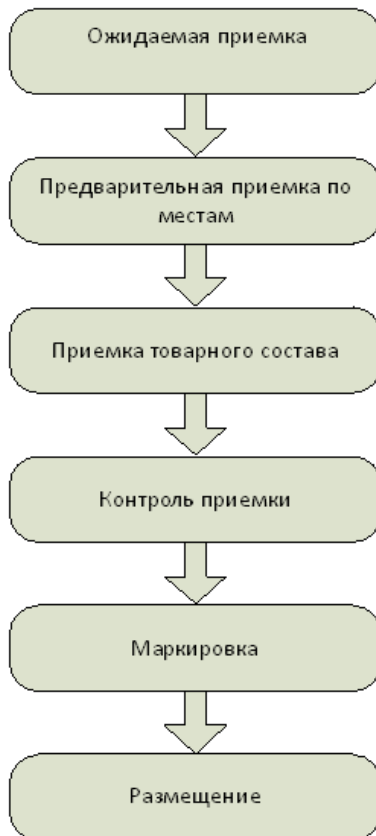 Ожидаемая приемка
Предварительная приемка по
местам
Приемка товарного состава
Контроль приемки
Маркировка
Размещение